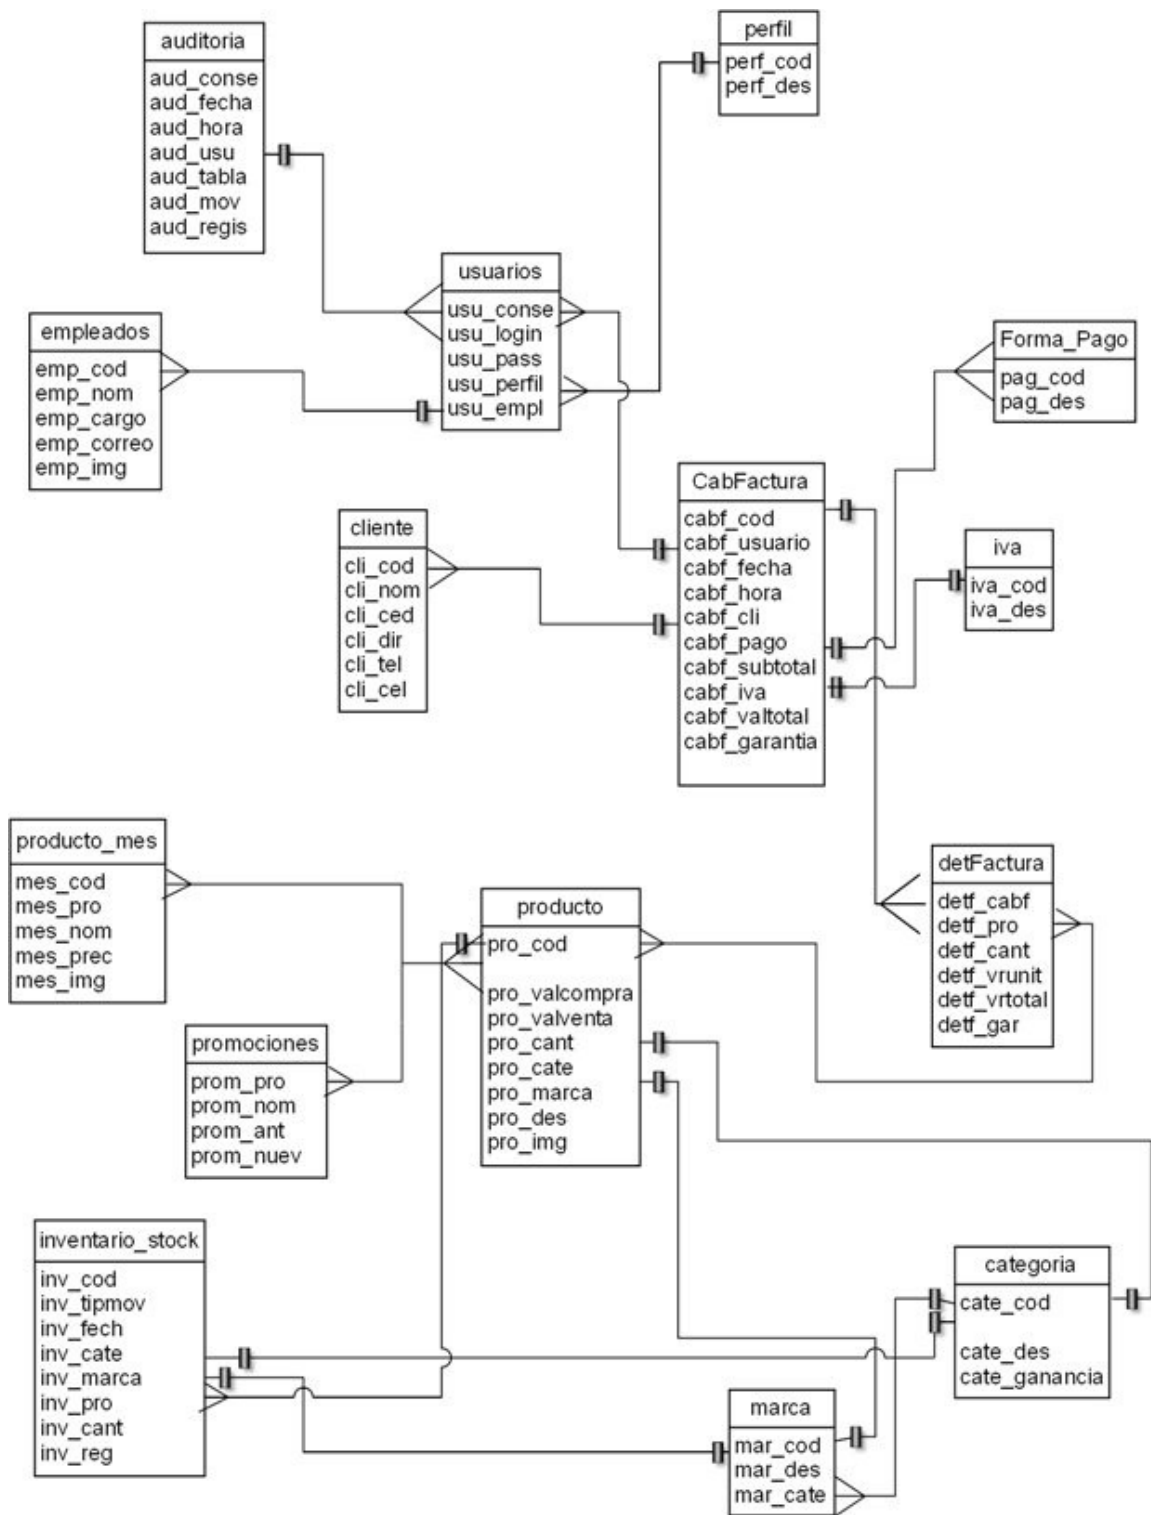 auditoria
aud_conse
aud_fecha
aud_hora
aud_usu
aud_tabla
aud_mov
aud_regis
perfil
perf_cod
perf_des
usuarios
usu_conse
usu_login
usu_pass
usu_perfil
usu_empl
empleados
emp_cod
emp_nom
emp_cargo
emp_correo
emp_img
Forma_Pago
pag_cod
pag_des
CabFactura
cabf_cod
cabf_usuario
cabf_fecha
cabf_hora
cabf_cli
cabf_pago
cabf_subtotal
cabf_iva
cabf_valtotal
cabf_garantia
cliente
cli_cod
cli_nom
cli_ced
cli_dir
cli_tel
cli_cel
iva
iva_cod
iva_des
producto_mes
mes_cod
mes_pro
mes_nom
mes_prec
mes_img
producto
pro_cod
pro_valcompra
pro_valventa
pro_cant
pro_cate
pro_marca
pro_des
pro_img
detFactura
detf_cabf
detf_pro
detf_cant
detf_vrunit
detf_vrtotal
detf_gar
promociones
prom_pro
prom_nom
prom_ant
prom_nuev
inventario_stock
inv_cod
inv_tipmov
inv_fech
inv_cate
inv_marca
inv_pro
inv_cant
inv_reg
categoria
cate_cod
cate_des
cate_ganancia
marca
mar_cod
mar_des
mar_cate